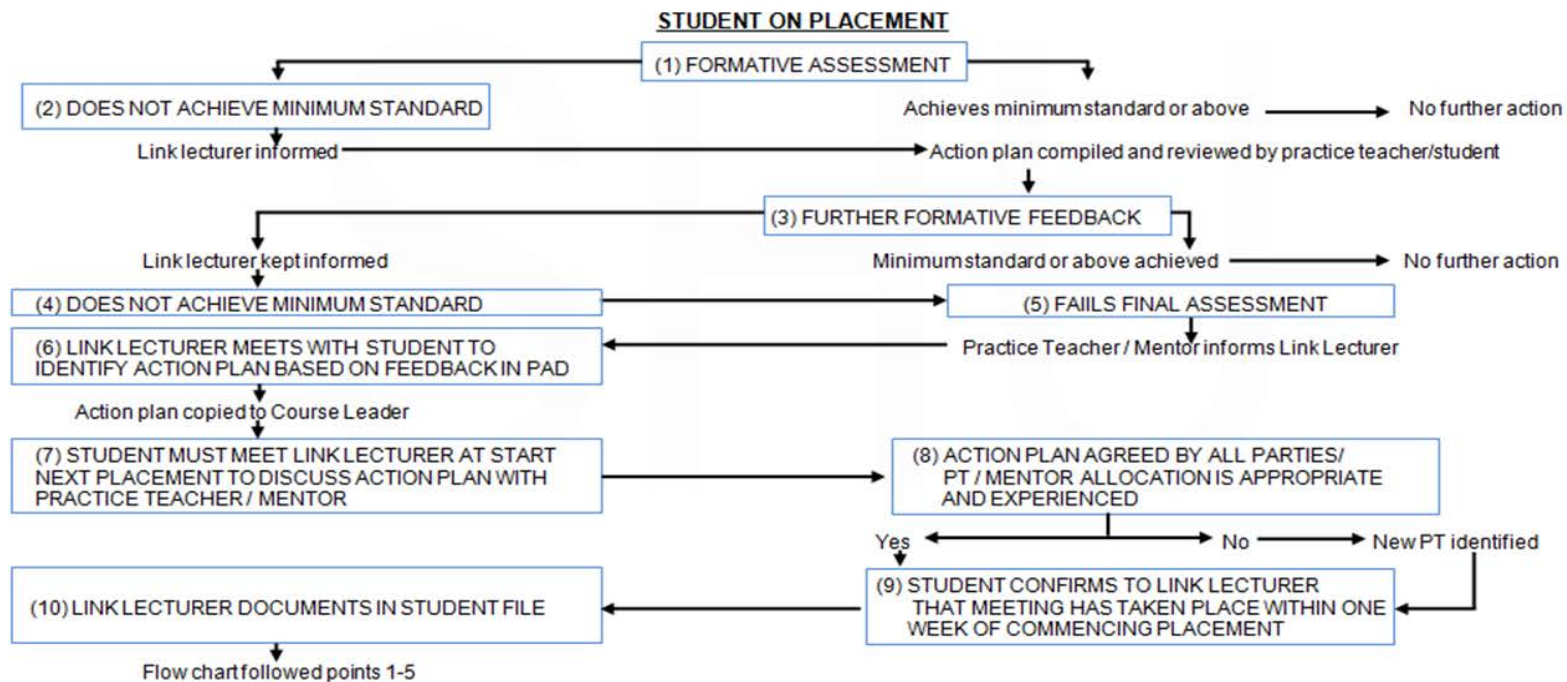 STUDENT ON PLACEMENT
(1) FORMATIVE ASSESSMENT
(2) DOES NOT ACHIEVE MINIMUM STANDARD
Achieves minimum standard or above
No further action
Link lecturer informed
Action plan compiled and reviewed by practice teacher/student
(3) FURTHER FORMATIVE FEEDBACK
Link lecturer kept informed
Minimum standard or above achieved
No further action
(4) DOES NOT ACHIEVE MINIMUM STANDARD
(5) FAIILS FINAL ASSESSMENT
(6) LINK LECTURER MEETS WITH STUDENT TO
IDENTIFY ACTION PLAN BASED ON FEEDBACK IN PAD
Practice Teacher / Mentor informs Link Lecturer
Action plan copied to Course Leader
(7) STUDENT MUST MEET LINK LECTURER AT START
NEXT PLACEMENT TO DISCUSS ACTION PLAN WITH
PRACTICE TEACHER / MENTOR
(8) ACTION PLAN AGREED BY ALL PARTIES/
PT / MENTOR ALLOCATION IS APPROPRIATE
AND EXPERIENCED
Yes
No
New PT identified
(9) STUDENT CONFIRMS TO LINK LECTURER
THAT MEETING HAS TAKEN PLACE WITHIN ONE
WEEK OF COMMENCING PLACEMENT
(10) LINK LECTURER DOCUMENTS IN STUDENT FILE
Flow chart followed points 1-5